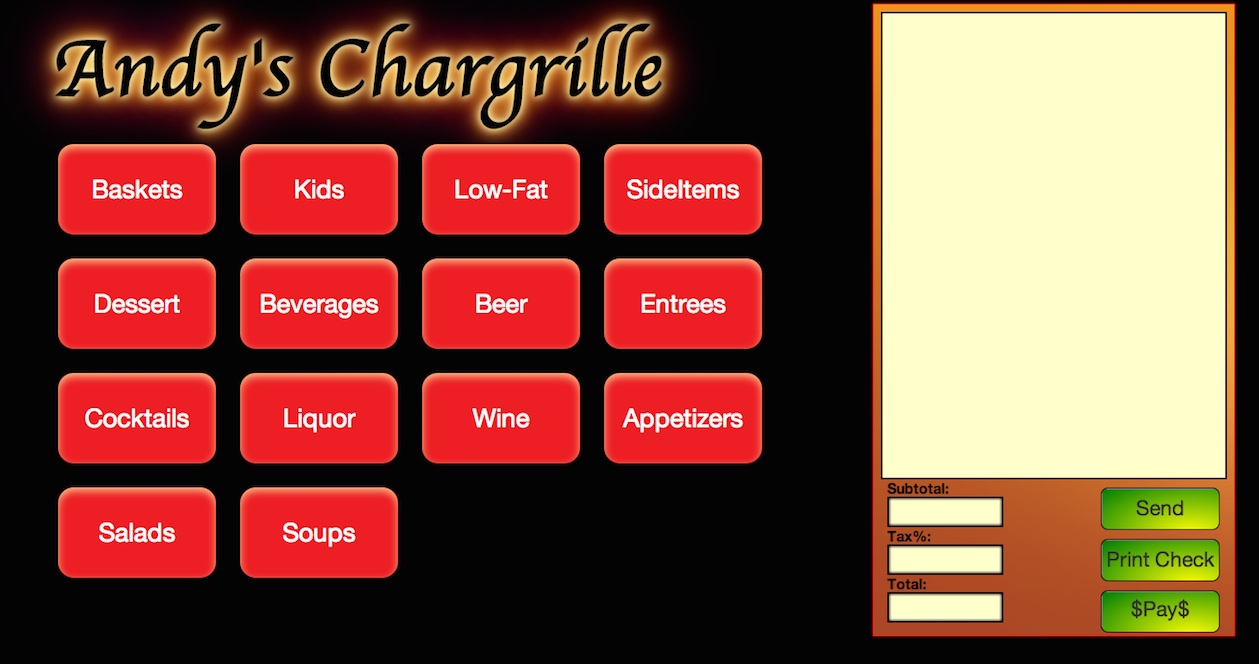 Andy's Chargrille
Baskets
Kids
Low-Fat
SideItems
Dessert
Beverages
Beer
Entrees
Cocktails
Liquor
Wine
Appetizers
Salads
Soups
Subtotal:
Tax%:
Total:
Send
Print Check
$Pay$